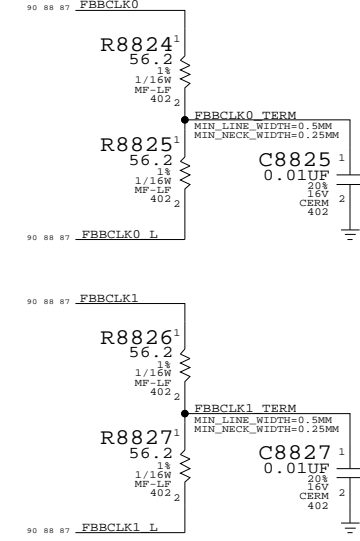 90 88 87 FBBCLK0
R8824 1
56.2
1%
1/16W
MF-LF
402 2
FBBCLK0_TERM
MIN_LINE_WIDTH=0.5MM
MIN_NECK_WIDTH=0.25MM
R8825 1
56.2
1%
1/16W
MF-LF
402 2
C8825 1
0.01UF
20%
16V 2
CERM
402
90 88 87 FBBCLK0_L
90 88 87 FBBCLK1
R8826 1
56.2
1%
1/16W
MF-LF
402 2
FBBCLK1_TERM
MIN_LINE_WIDTH=0.5MM
MIN_NECK_WIDTH=0.25MM
R8827 1
56.2
1%
1/16W
MF-LF
402 2
C8827 1
0.01UF
20%
16V 2
CERM
402
90 88 87 FBBCLK1_L